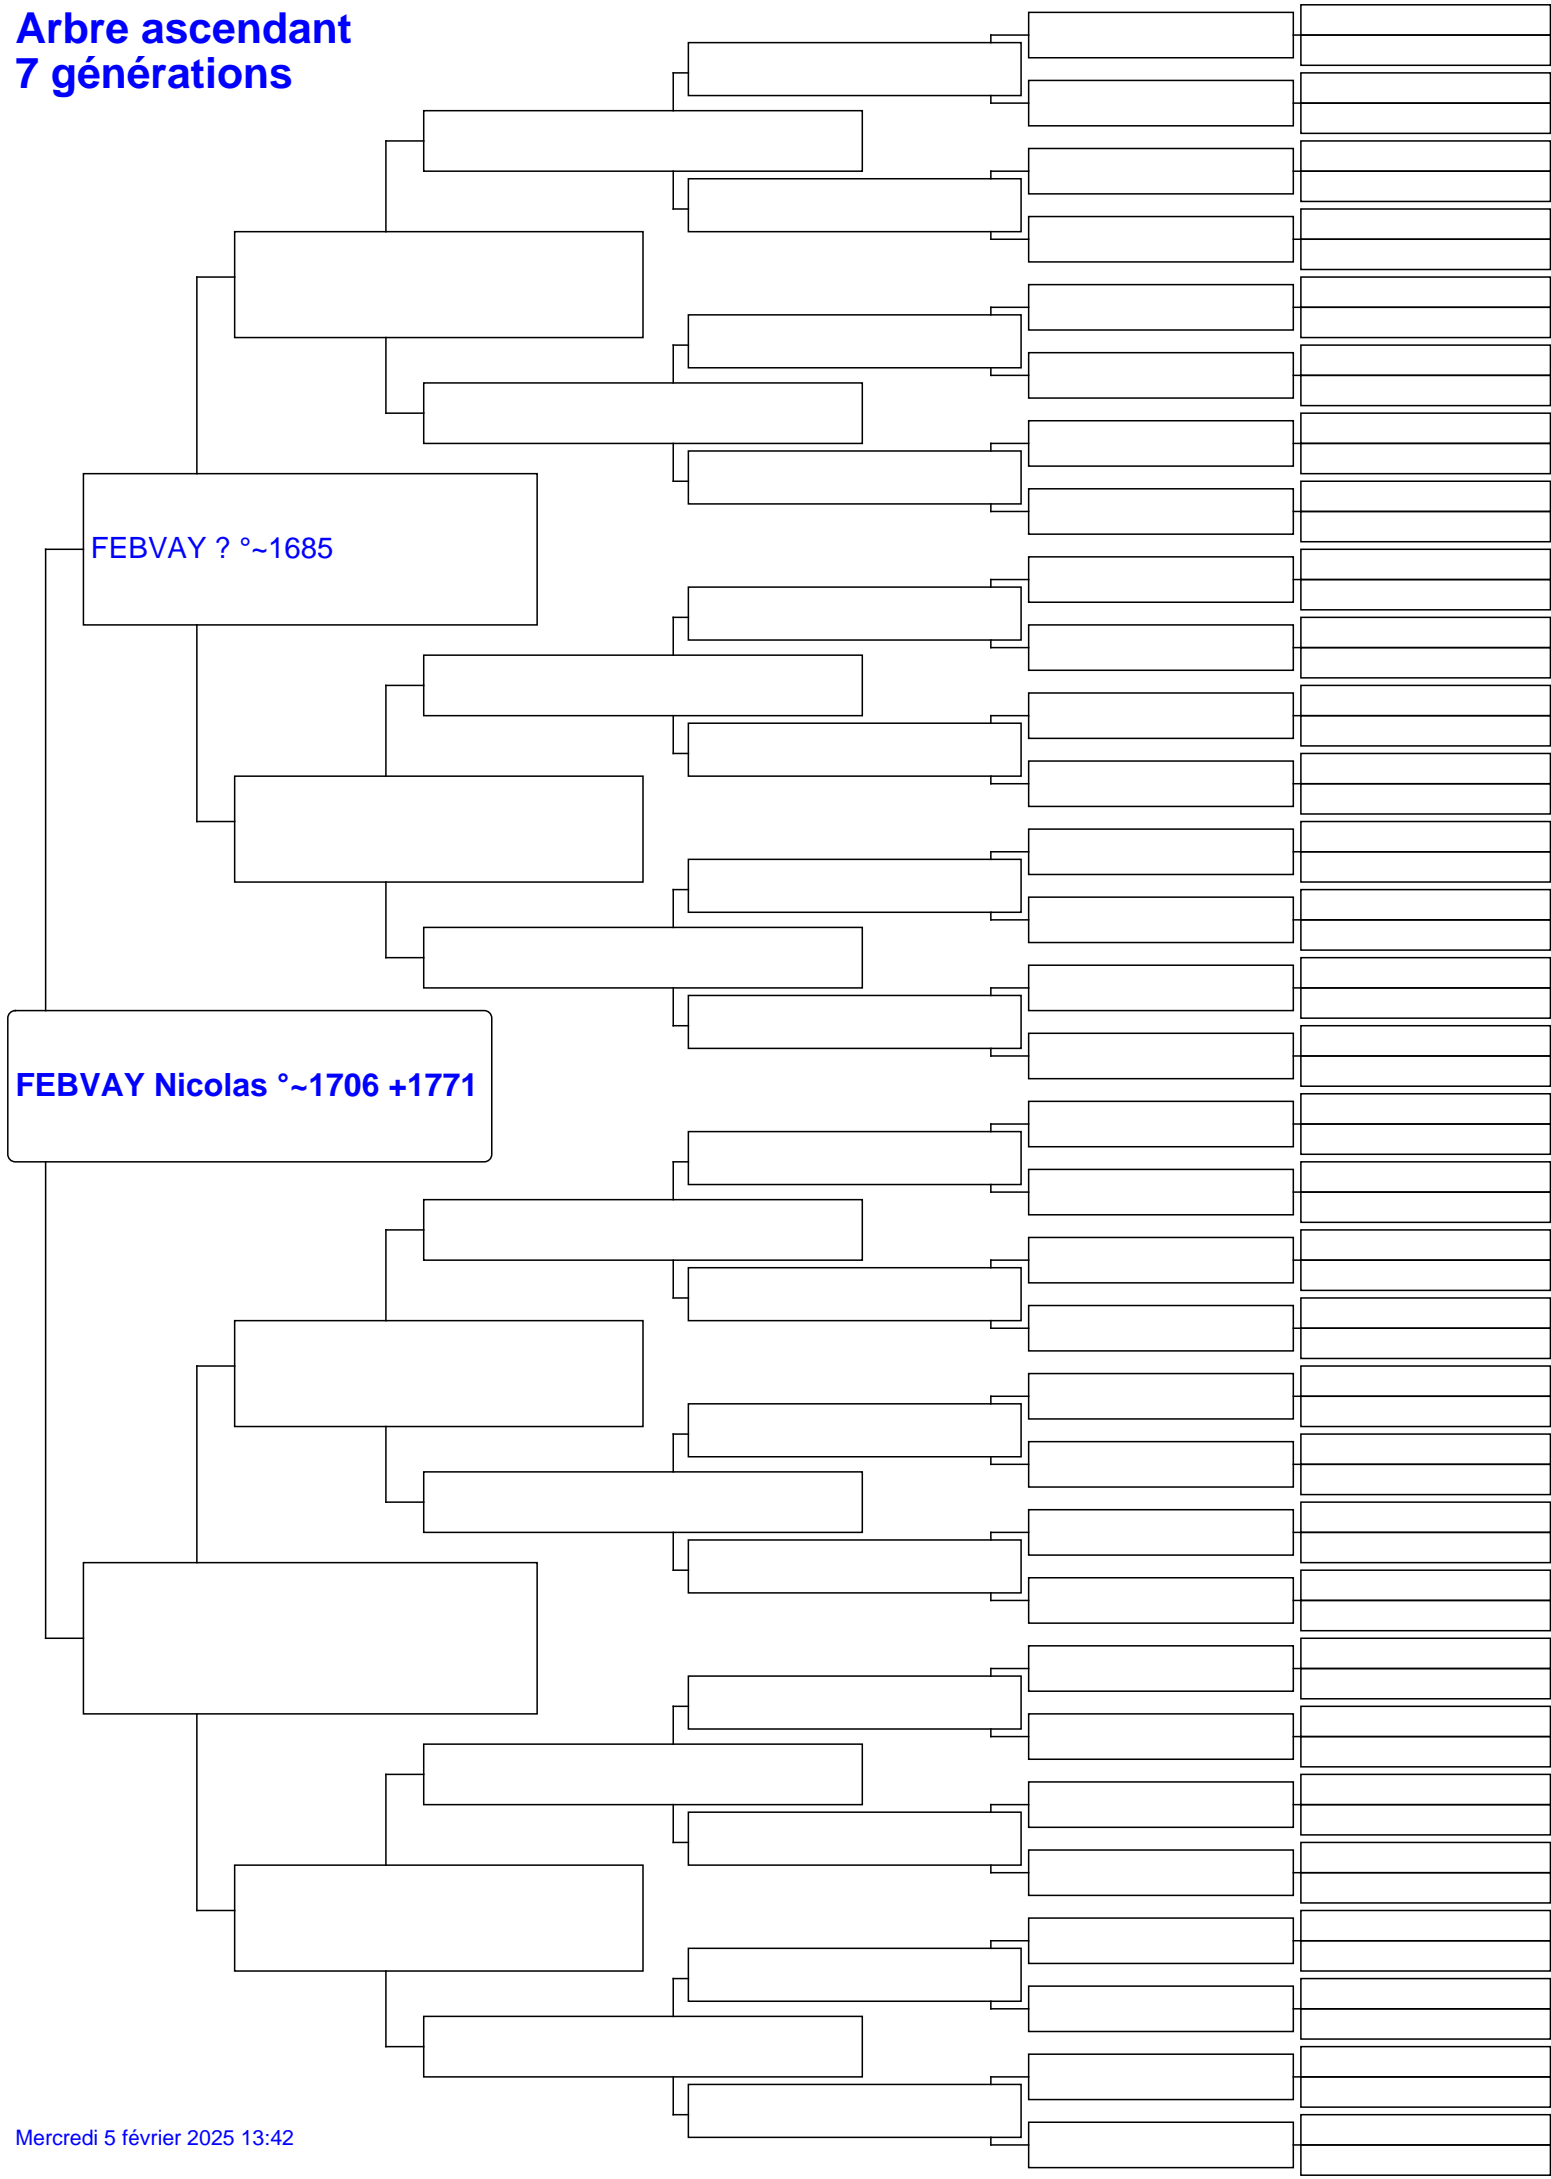 Arbre ascendant
7 générations
FEBVAY ? °~1685
FEBVAY Nicolas °~1706 +1771
Mercredi 5 février 2025 13:42